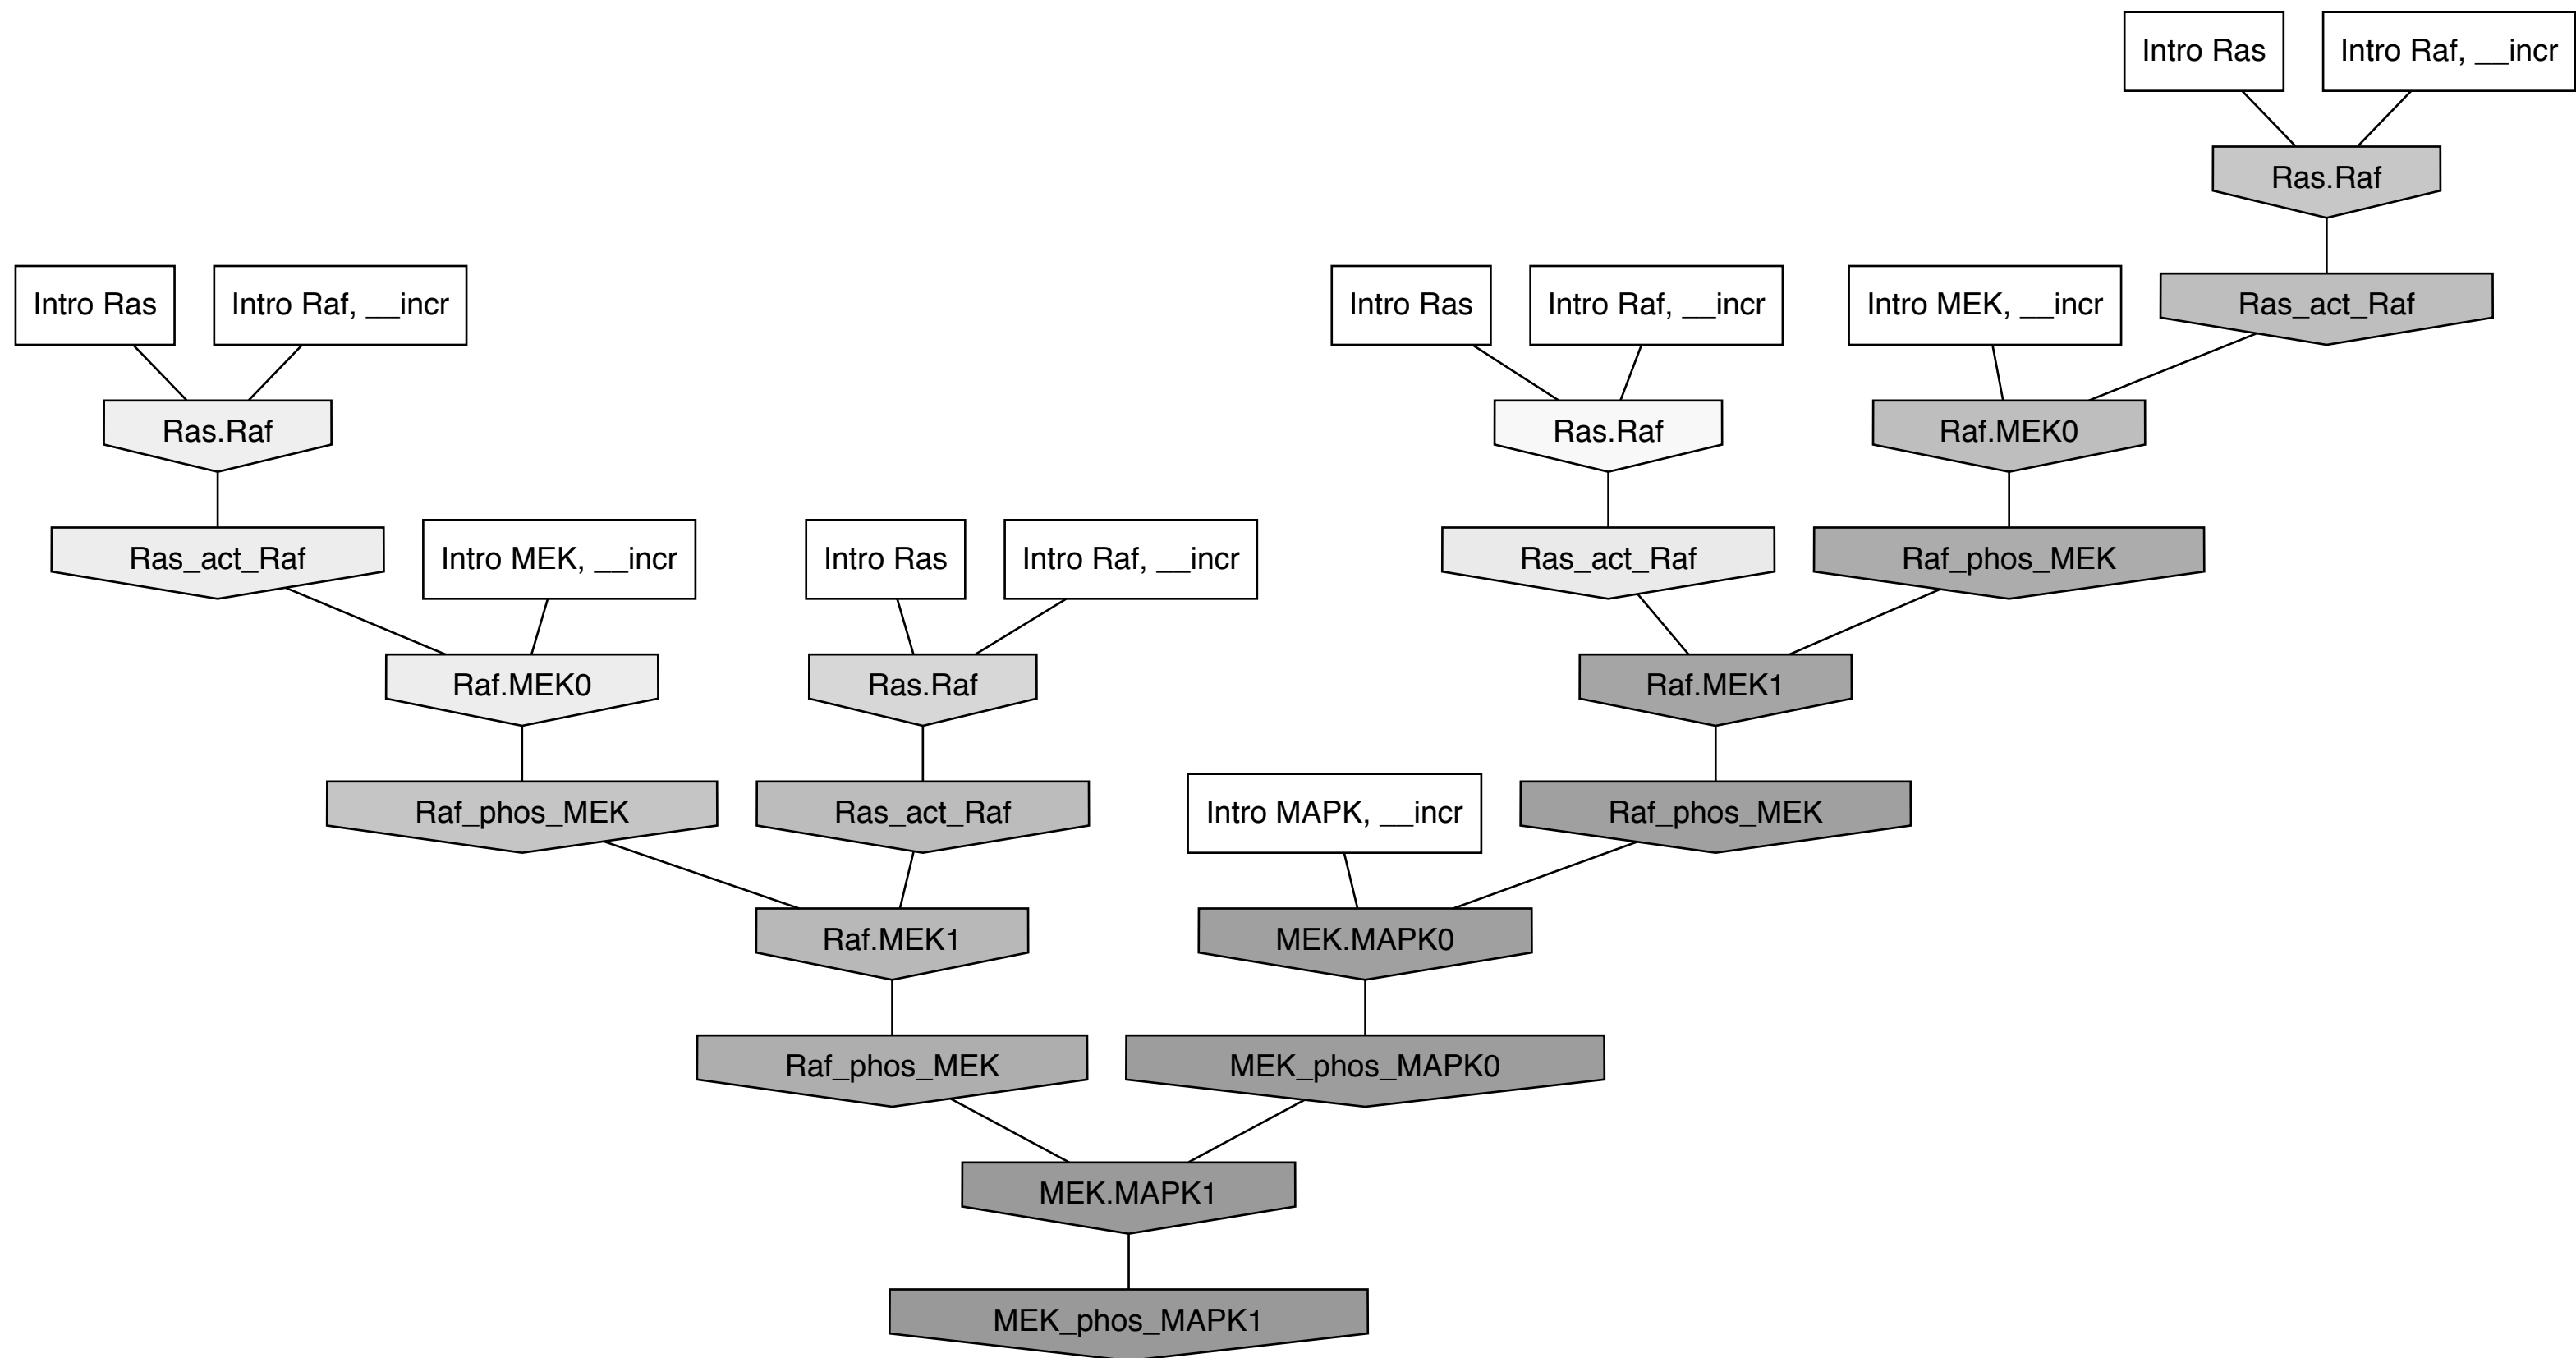 Intro Ras
Intro Raf, __incr
Ras.Raf
Intro Ras
Intro Raf, __incr
Intro Ras
Intro Raf, __incr
Intro MEK, __incr
Ras_act_Raf
Ras.Raf
Ras.Raf
Raf.MEK0
Ras_act_Raf
Intro MEK, __incr
Intro Ras
Intro Raf, __incr
Ras_act_Raf
Raf_phos_MEK
Raf.MEK0
Ras.Raf
Raf.MEK1
Raf_phos_MEK
Ras_act_Raf
Intro MAPK, __incr
Raf_phos_MEK
Raf.MEK1
MEK.MAPK0
Raf_phos_MEK
MEK_phos_MAPK0
MEK.MAPK1
MEK_phos_MAPK1